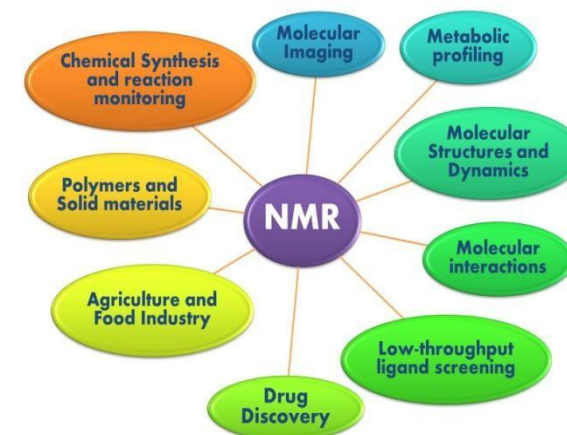 Molecular
Imaging
Metabolic
profiling
Chemical Synthesis
and reaction
monitoring
Molecular
Structures and
Dynamics
Polymers and
Solid materials
NMR
Molecular
interactions
Agriculture and
Food Industry
Low-throughput
ligand screening
Drug
Discovery